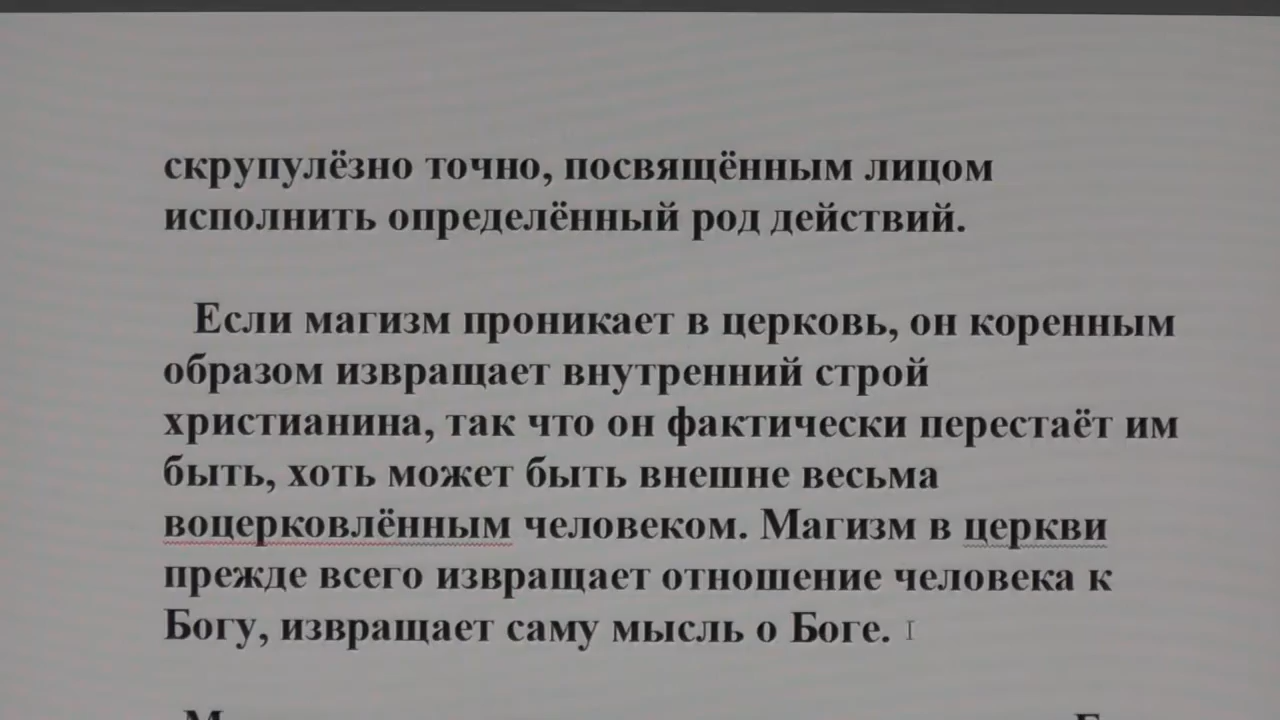 скрупулёзно точно, посвящённым лицом
исполнить определённый род действий.
Если магизм проникает в церковь, он коренным
образом извращает внутренний строй
христианина, так что он фактически перестаёт им
быть, хоть может быть внешне весьма
воцерковлённым человеком. Магизм в церкви
прежде всего извращает отношение человека к
Богу, извращает саму мысль о Боге.